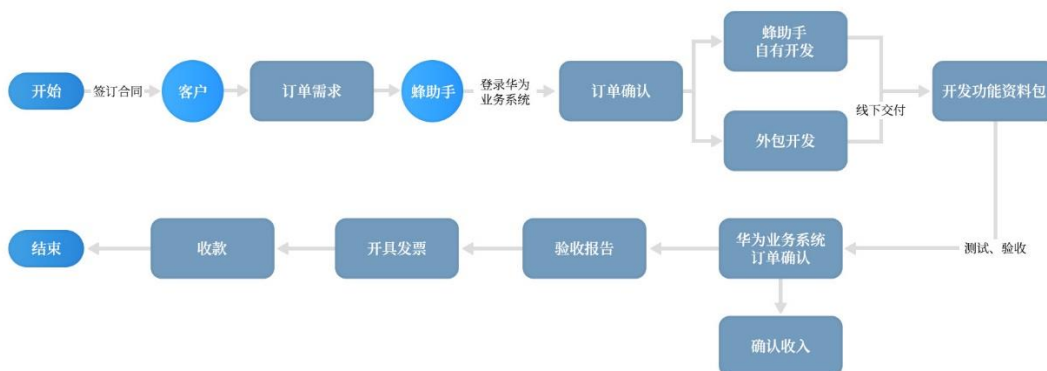 开始
签订合同
客户
订单需求
蜂助手
登录华为
业务系统
订单确认
蜂助手
自有开发
外包开发
线下交付
开发功能资料包
测试、验收
华为业务系统
订单确认
确认收入
验收报告
开具发票
收款
结束